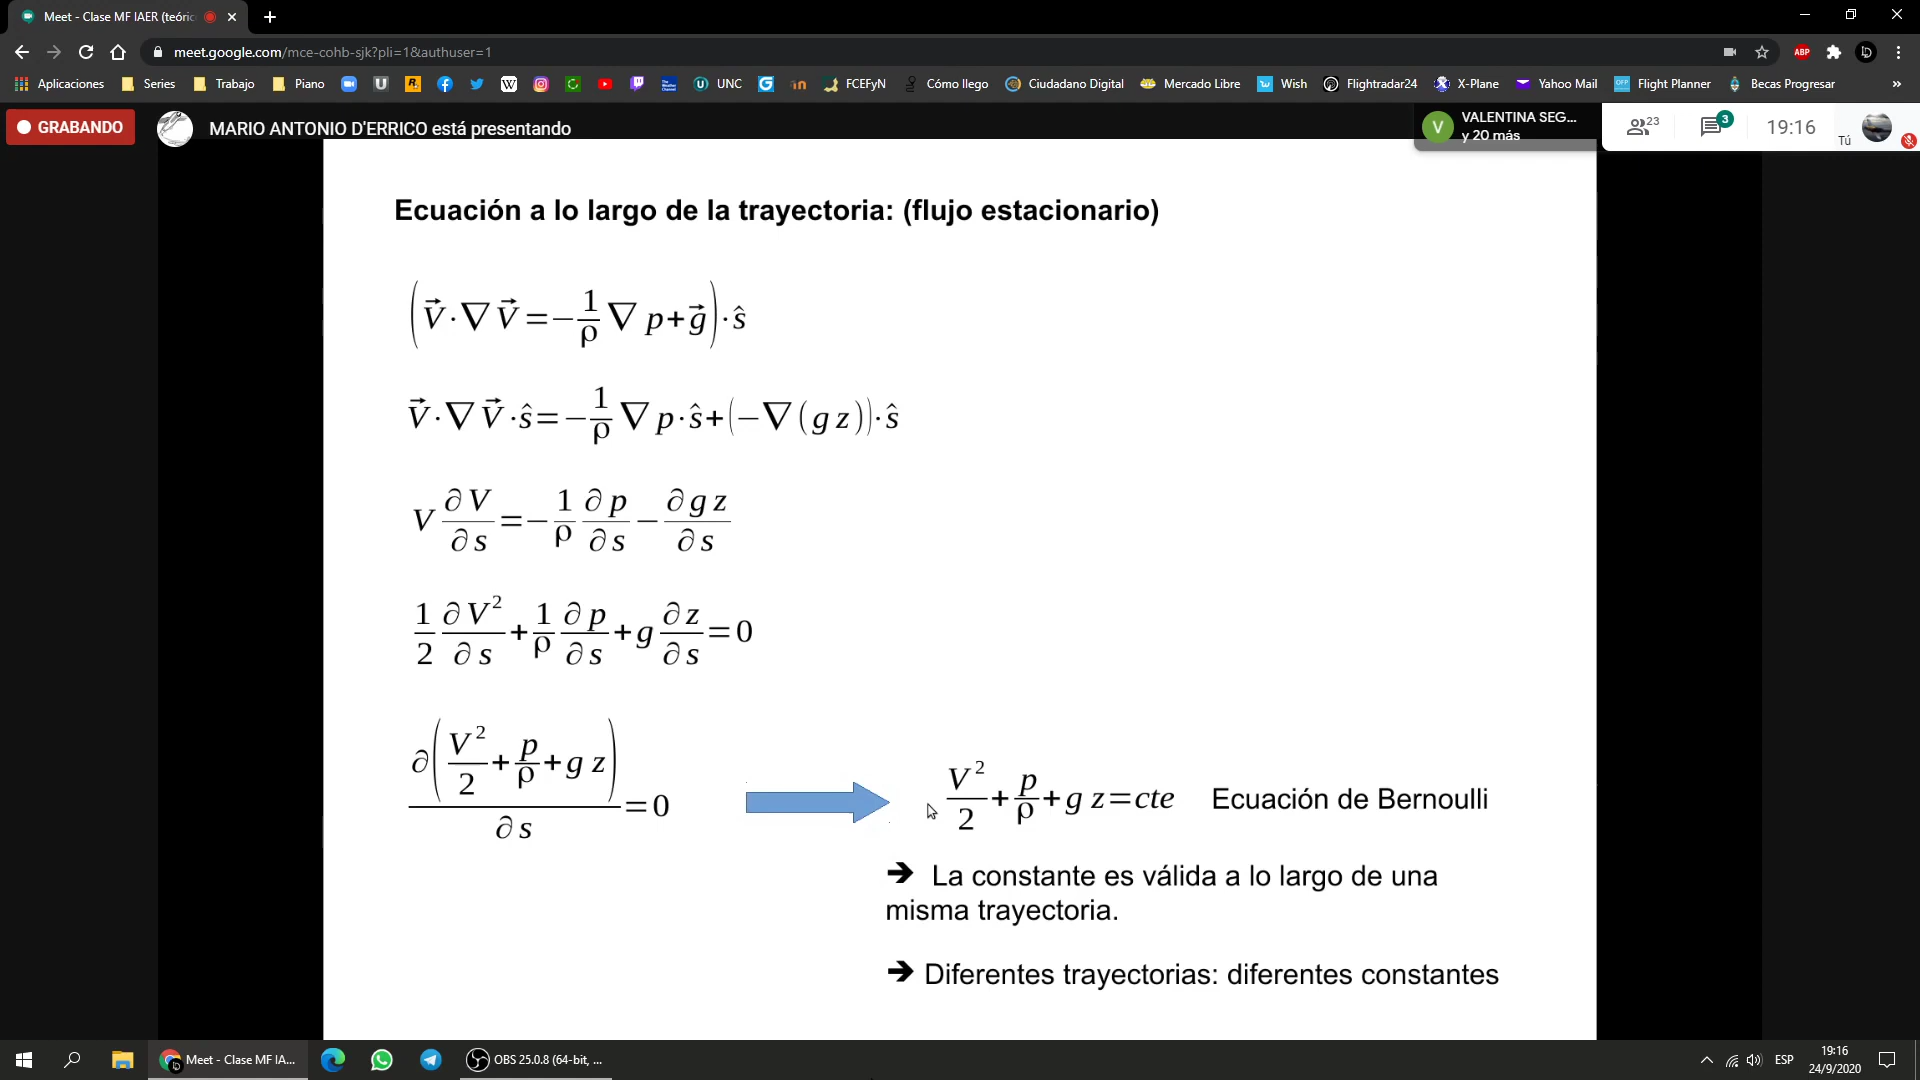 Meet - Clase MF IAER (teóric
meet.google.com/mce-cohb-sjk?pli=1&authuser=1
ABP
Aplicaciones Series Trabajo Piano UNC FCEFyN Cómo llego Ciudadano Digital Mercado Libre Wish Flightradar24 X-Plane Yahoo Mail Flight Planner Becas Progresar »
GRABANDO
MARIO ANTONIO D'ERRICO está presentando
V VALENTINA SEG...
y 20 más
23 3 19:16 Tú
Ecuación a lo largo de la trayectoria: (flujo estacionario)
(V⃗·∇V⃗=−1/ρ ∇p+g⃗)·ŝ
V⃗·∇V⃗·ŝ=−1/ρ ∇p·ŝ+(−∇(g z))·ŝ
V ∂V/∂s=−1/ρ ∂p/∂s−∂g z/∂s
1/2 ∂V²/∂s+1/ρ ∂p/∂s+g ∂z/∂s=0
∂(V²/2+p/ρ+g z)/∂s=0
V²/2+p/ρ+g z=cte Ecuación de Bernoulli
➔ La constante es válida a lo largo de una
misma trayectoria.
➔ Diferentes trayectorias: diferentes constantes
Meet - Clase MF IA...
OBS 25.0.8 (64-bit, ...
ESP
19:16
24/9/2020